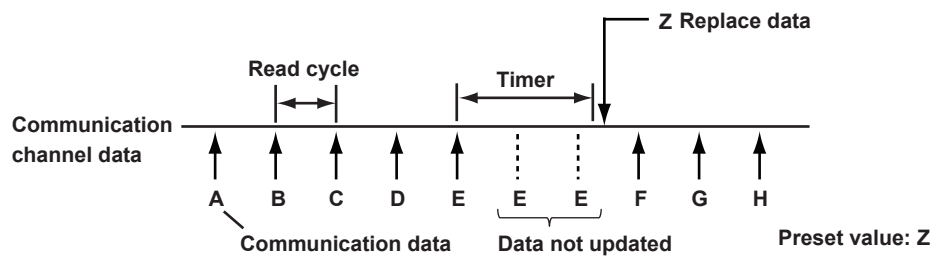 Z Replace data
Read cycle
Timer
Communication
channel data
A B C D E E E F G H
Communication data
Data not updated
Preset value: Z